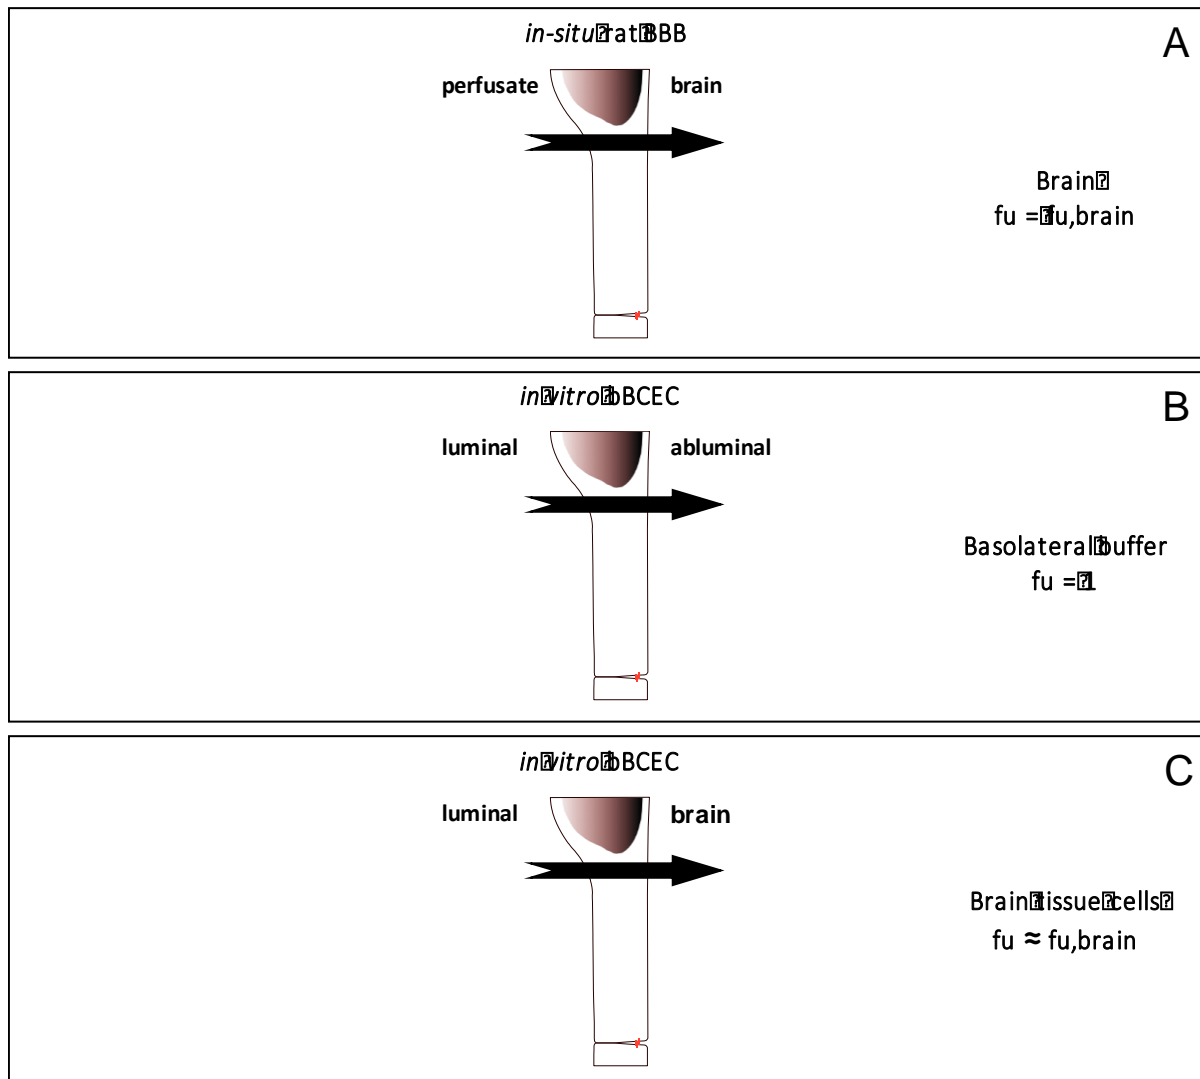 in-situ rat BBB
A
perfusate
brain
Brain
fu = fu,brain
in vitro bBCEC
B
luminal
abluminal
Basolateral buffer
fu = 1
in vitro bBCEC
C
luminal
brain
Brain tissue cells
fu ≈ fu,brain